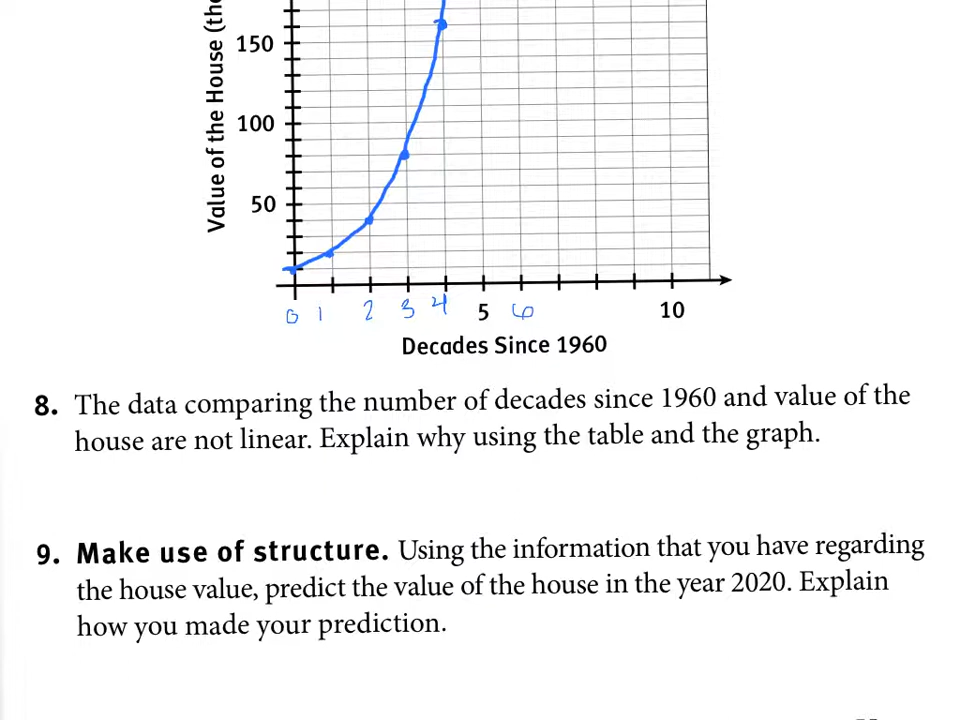 Value of the House (the
150
100
50
0 1 2 3 4 5 6 10
Decades Since 1960
8. The data comparing the number of decades since 1960 and value of the
house are not linear. Explain why using the table and the graph.
9. Make use of structure. Using the information that you have regarding
the house value, predict the value of the house in the year 2020. Explain
how you made your prediction.